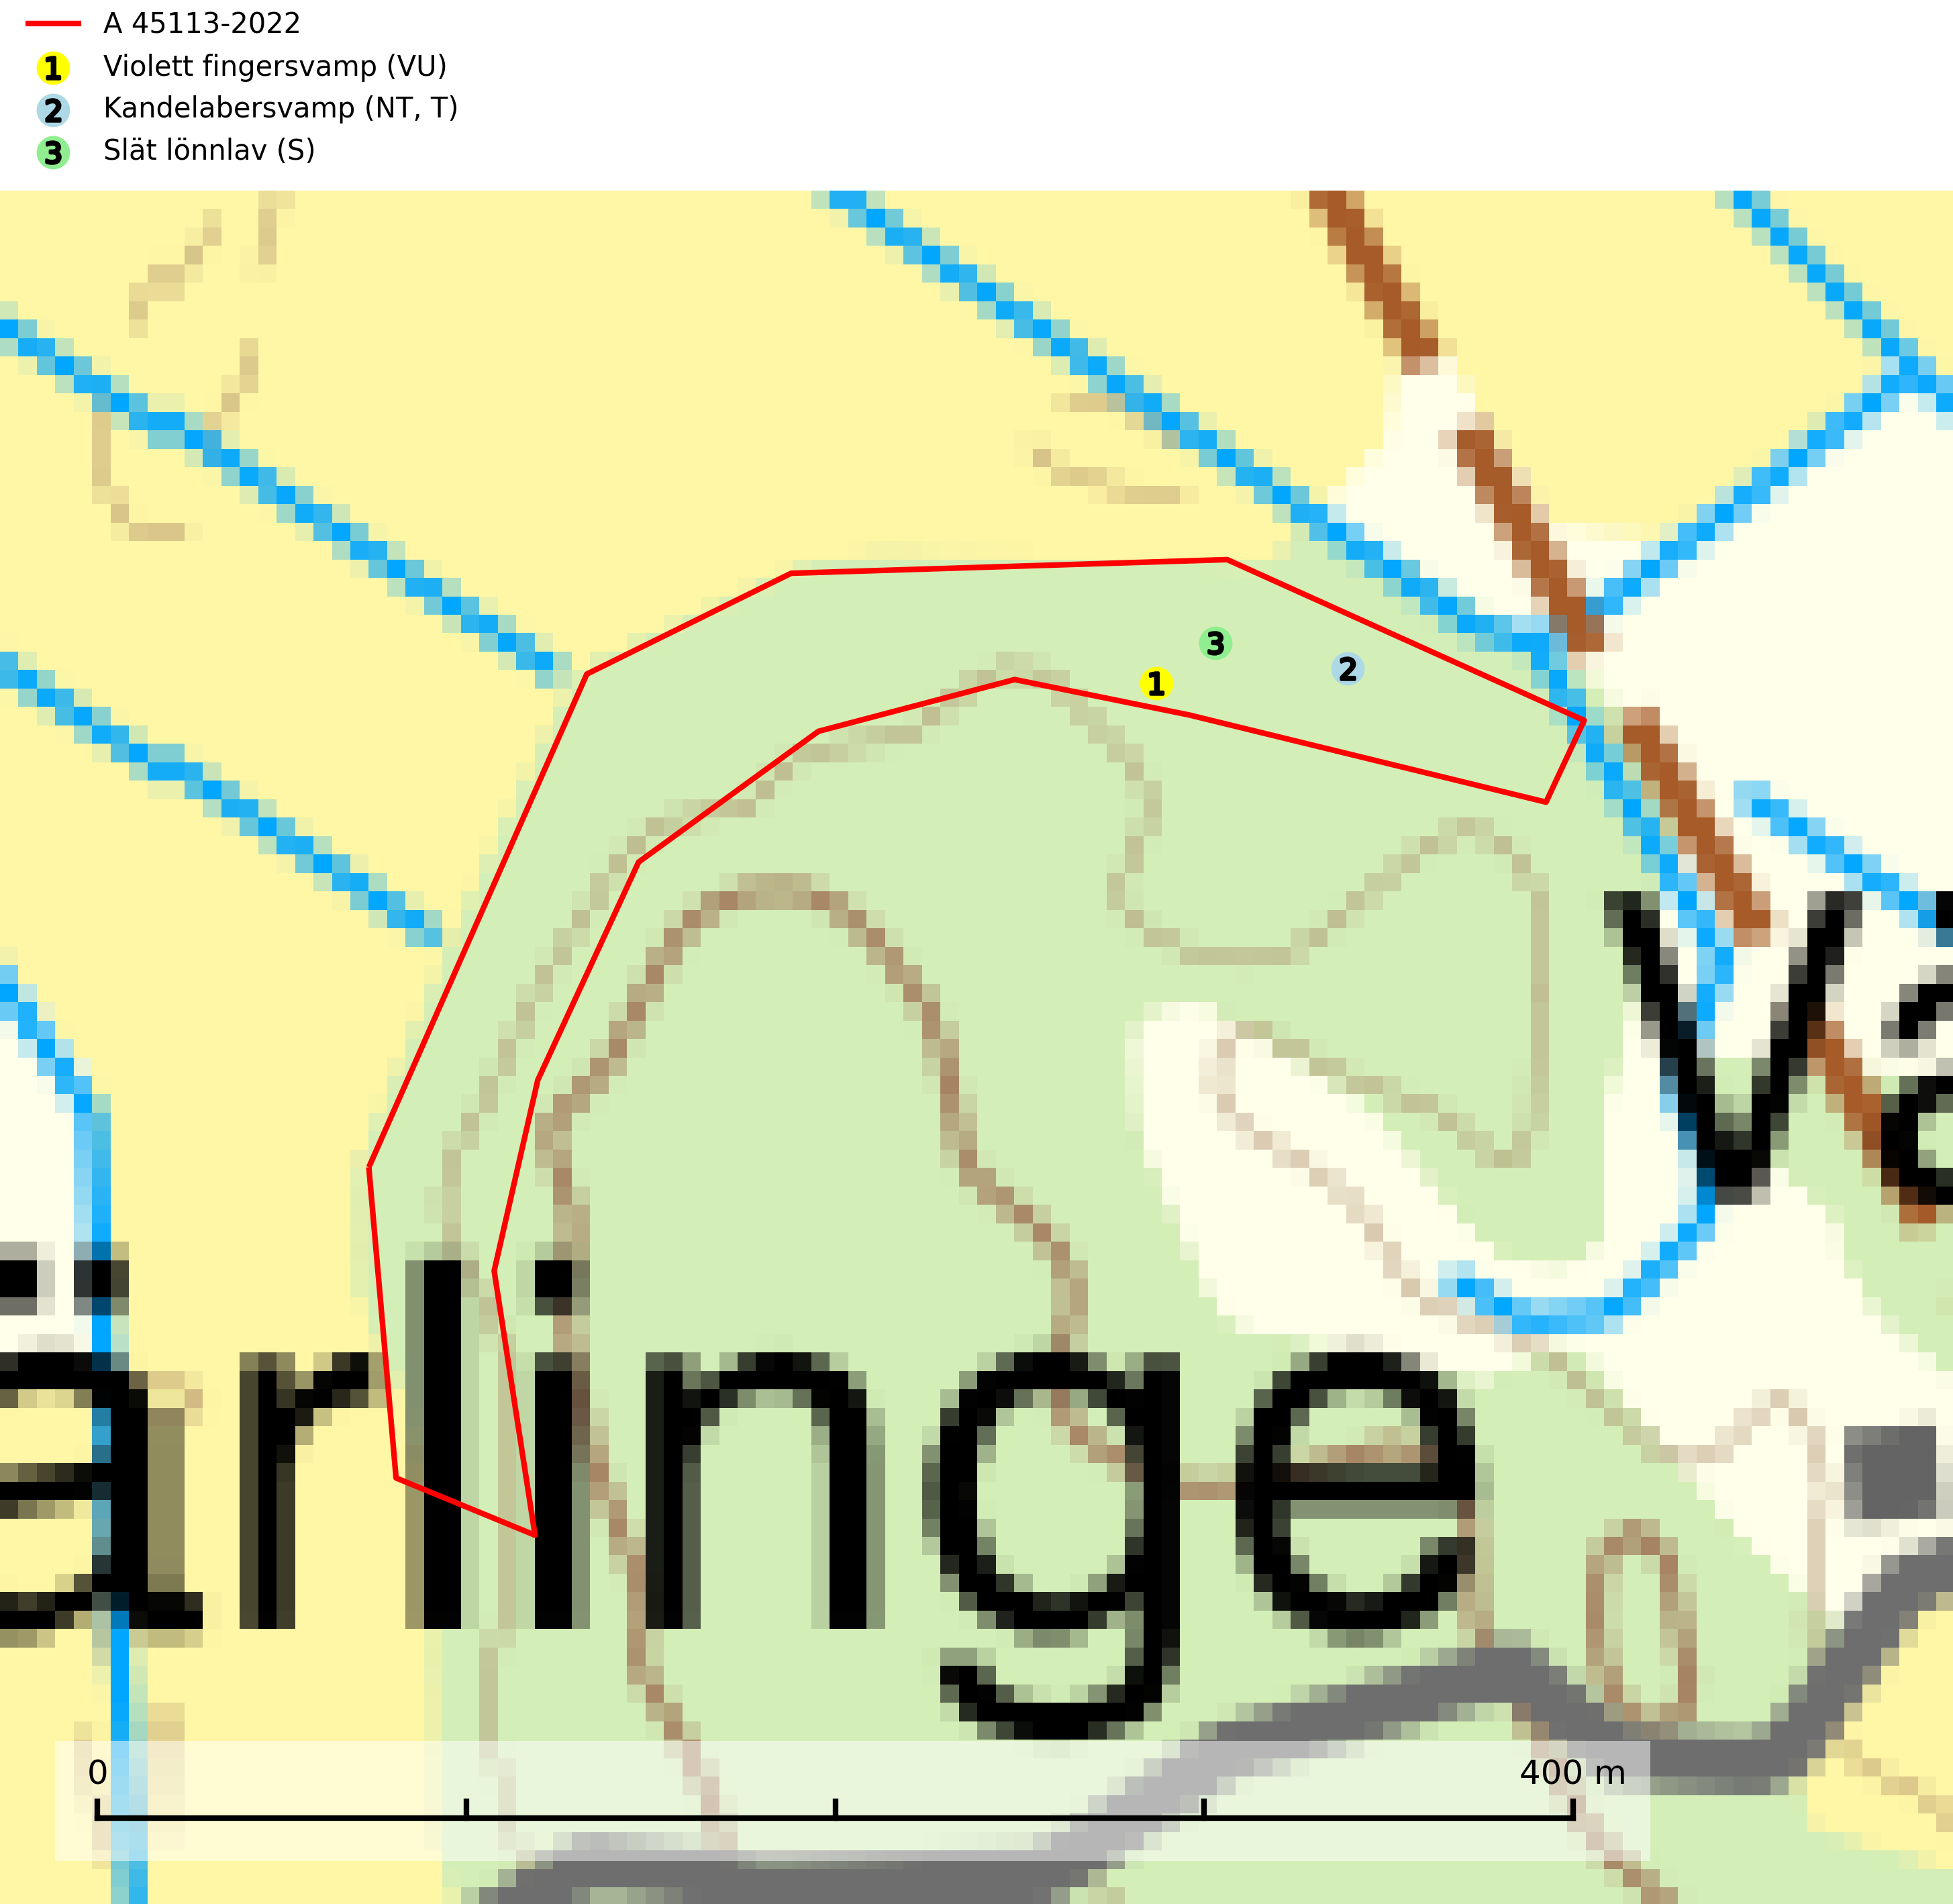 A 45113-2022
1 Violett fingersvamp (VU)
2 Kandelabersvamp (NT, T)
3 Slät lönnlav (S)
3
2
1
arlinge
0 400 m